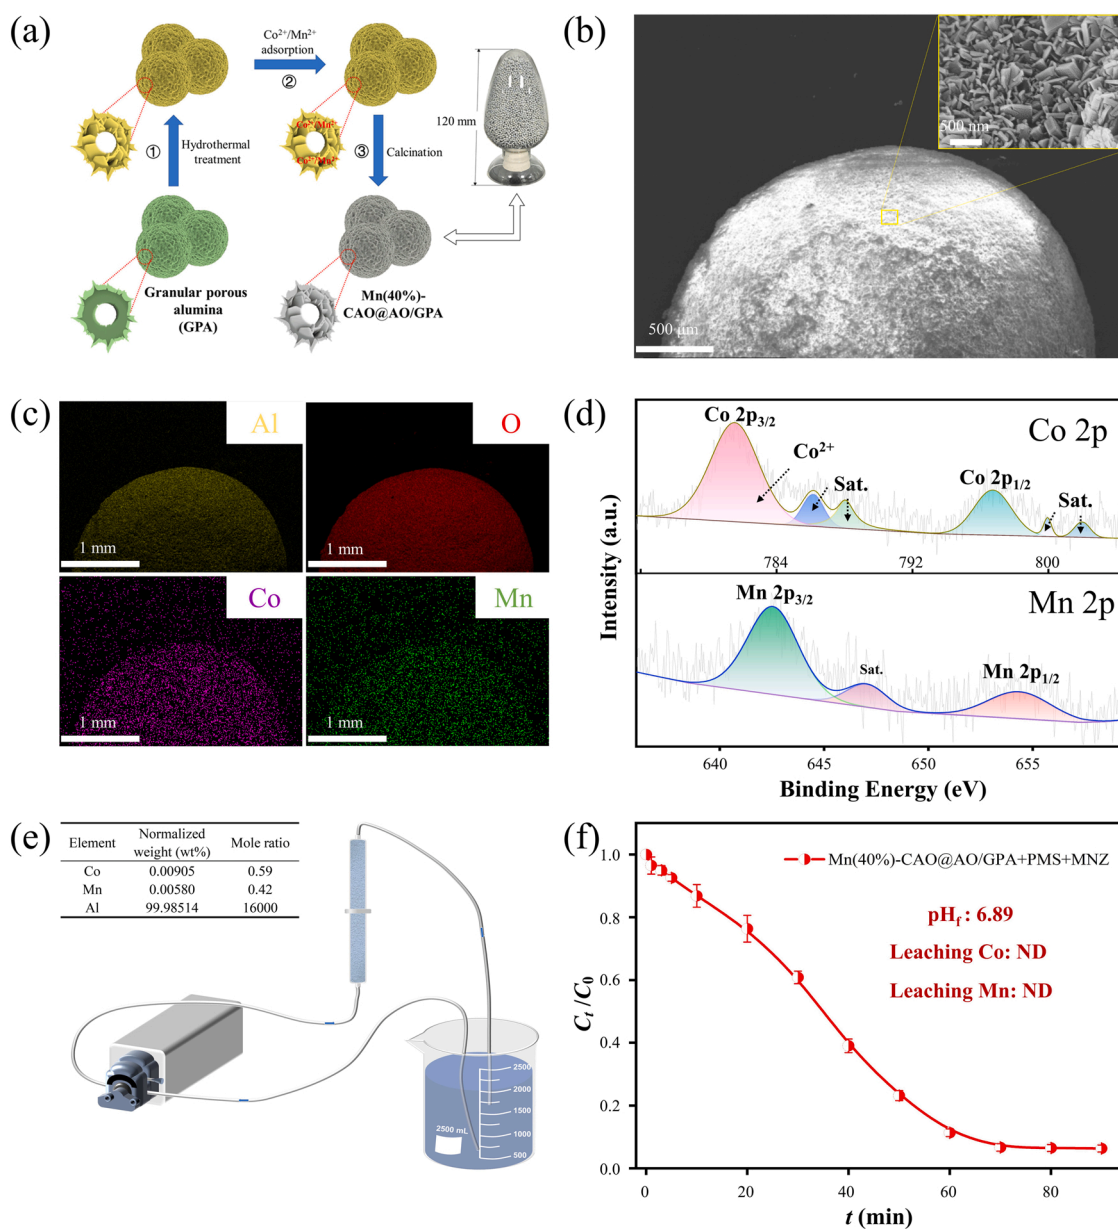 (a)
Co²⁺/Mn²⁺
adsorption
②
120 mm
Co²⁺/Mn²⁺
Co²⁺/Mn²⁺
①
Hydrothermal
treatment
③
Calcination
Granular porous
alumina
(GPA)
Mn(40%)-
CAO@AO/GPA
(b)
500 nm
500 μm
(c)
Al
1 mm
O
1 mm
Co
1 mm
Mn
1 mm
(d)
Co 2p
Co 2p₃/₂
Co²⁺
Sat.
Co 2p₁/₂
Sat.
784
792
800
Mn 2p
Mn 2p₃/₂
Sat.
Mn 2p₁/₂
640
645
650
655
Intensity (a.u.)
Binding Energy (eV)
(e)
Element Normalized weight (wt%) Mole ratio
Co 0.00905 0.59
Mn 0.00580 0.42
Al 99.98514 16000
2500
2000
1500
1000
500
2500 mL
(f)
Mn(40%)-CAO@AO/GPA+PMS+MNZ
pH_f : 6.89
Leaching Co: ND
Leaching Mn: ND
1.0
0.8
0.6
0.4
0.2
0.0
C_t /C_0
0
20
40
60
80
t (min)